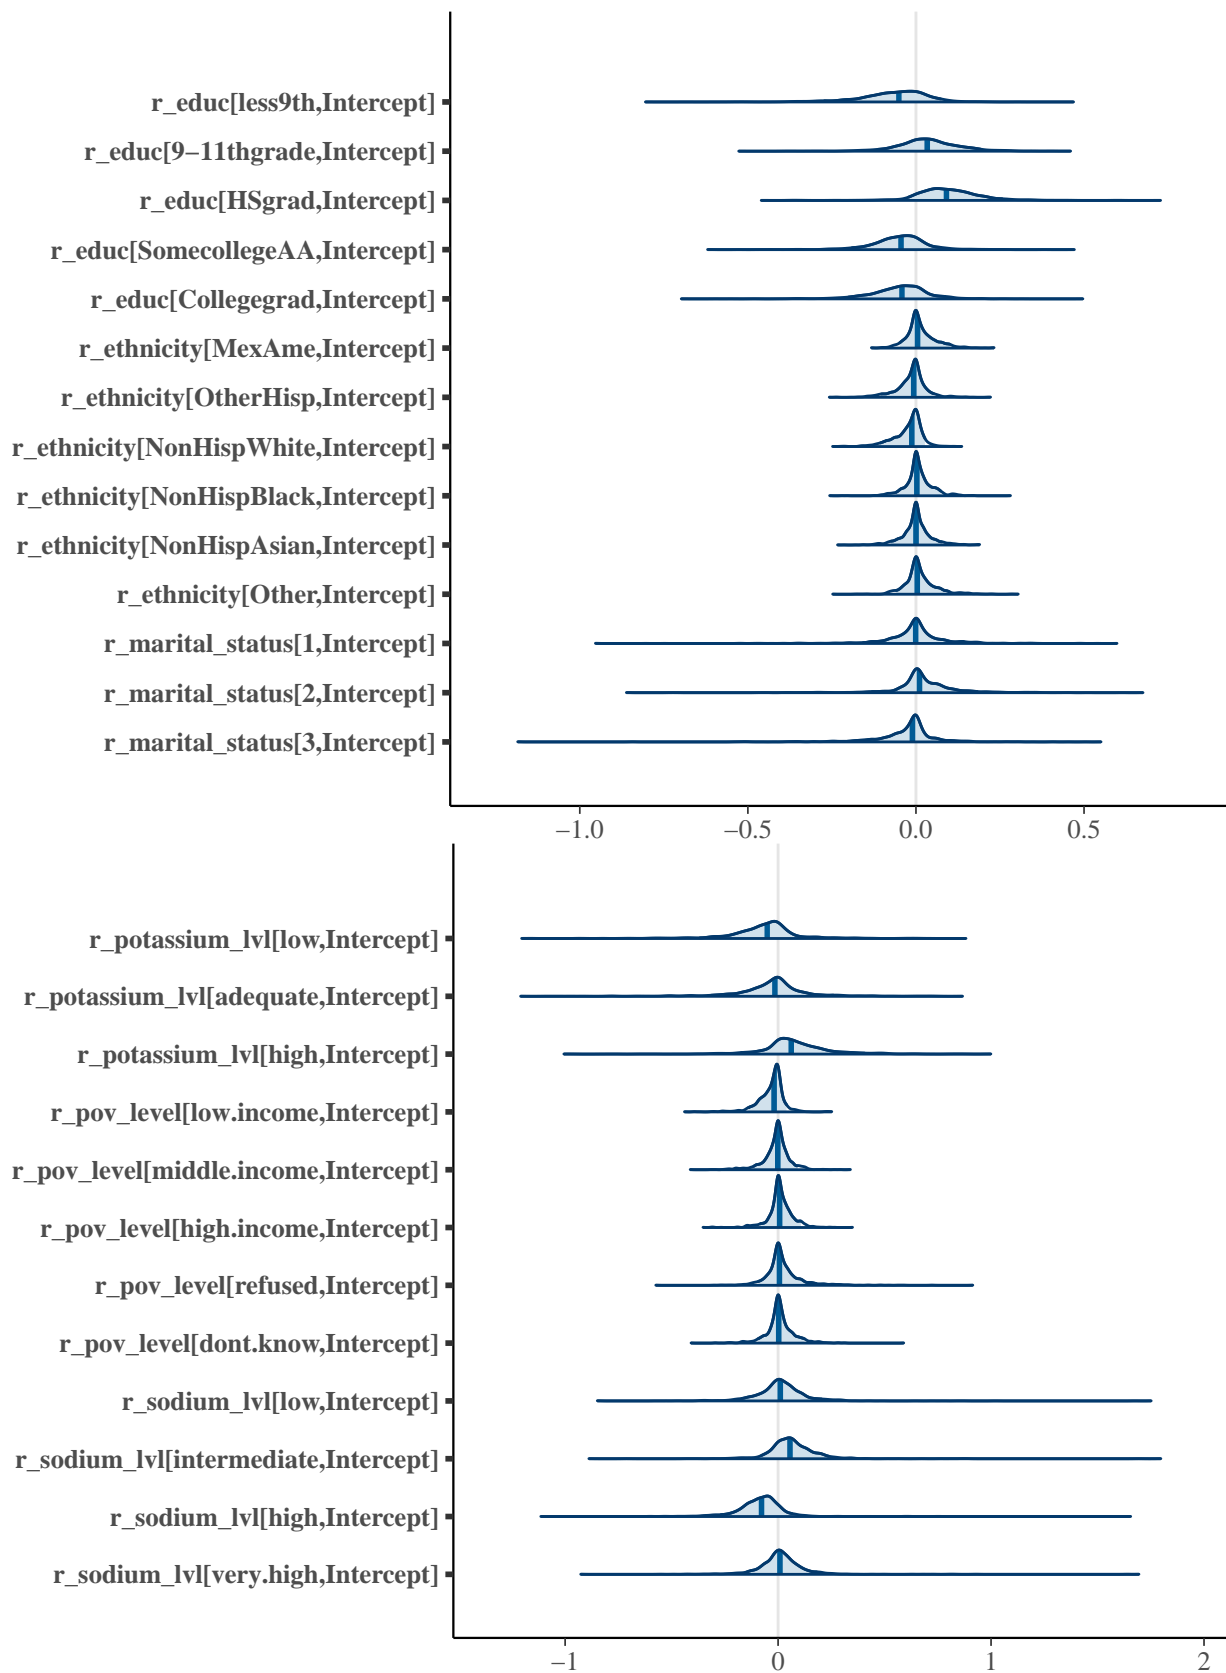 r_educ[less9th,Intercept]
r_educ[9−11thgrade,Intercept]
r_educ[HSgrad,Intercept]
r_educ[SomecollegeAA,Intercept]
r_educ[Collegegrad,Intercept]
r_ethnicity[MexAme,Intercept]
r_ethnicity[OtherHisp,Intercept]
r_ethnicity[NonHispWhite,Intercept]
r_ethnicity[NonHispBlack,Intercept]
r_ethnicity[NonHispAsian,Intercept]
r_ethnicity[Other,Intercept]
r_marital_status[1,Intercept]
r_marital_status[2,Intercept]
r_marital_status[3,Intercept]
−1.0 −0.5 0.0 0.5
r_potassium_lvl[low,Intercept]
r_potassium_lvl[adequate,Intercept]
r_potassium_lvl[high,Intercept]
r_pov_level[low.income,Intercept]
r_pov_level[middle.income,Intercept]
r_pov_level[high.income,Intercept]
r_pov_level[refused,Intercept]
r_pov_level[dont.know,Intercept]
r_sodium_lvl[low,Intercept]
r_sodium_lvl[intermediate,Intercept]
r_sodium_lvl[high,Intercept]
r_sodium_lvl[very.high,Intercept]
−1 0 1 2